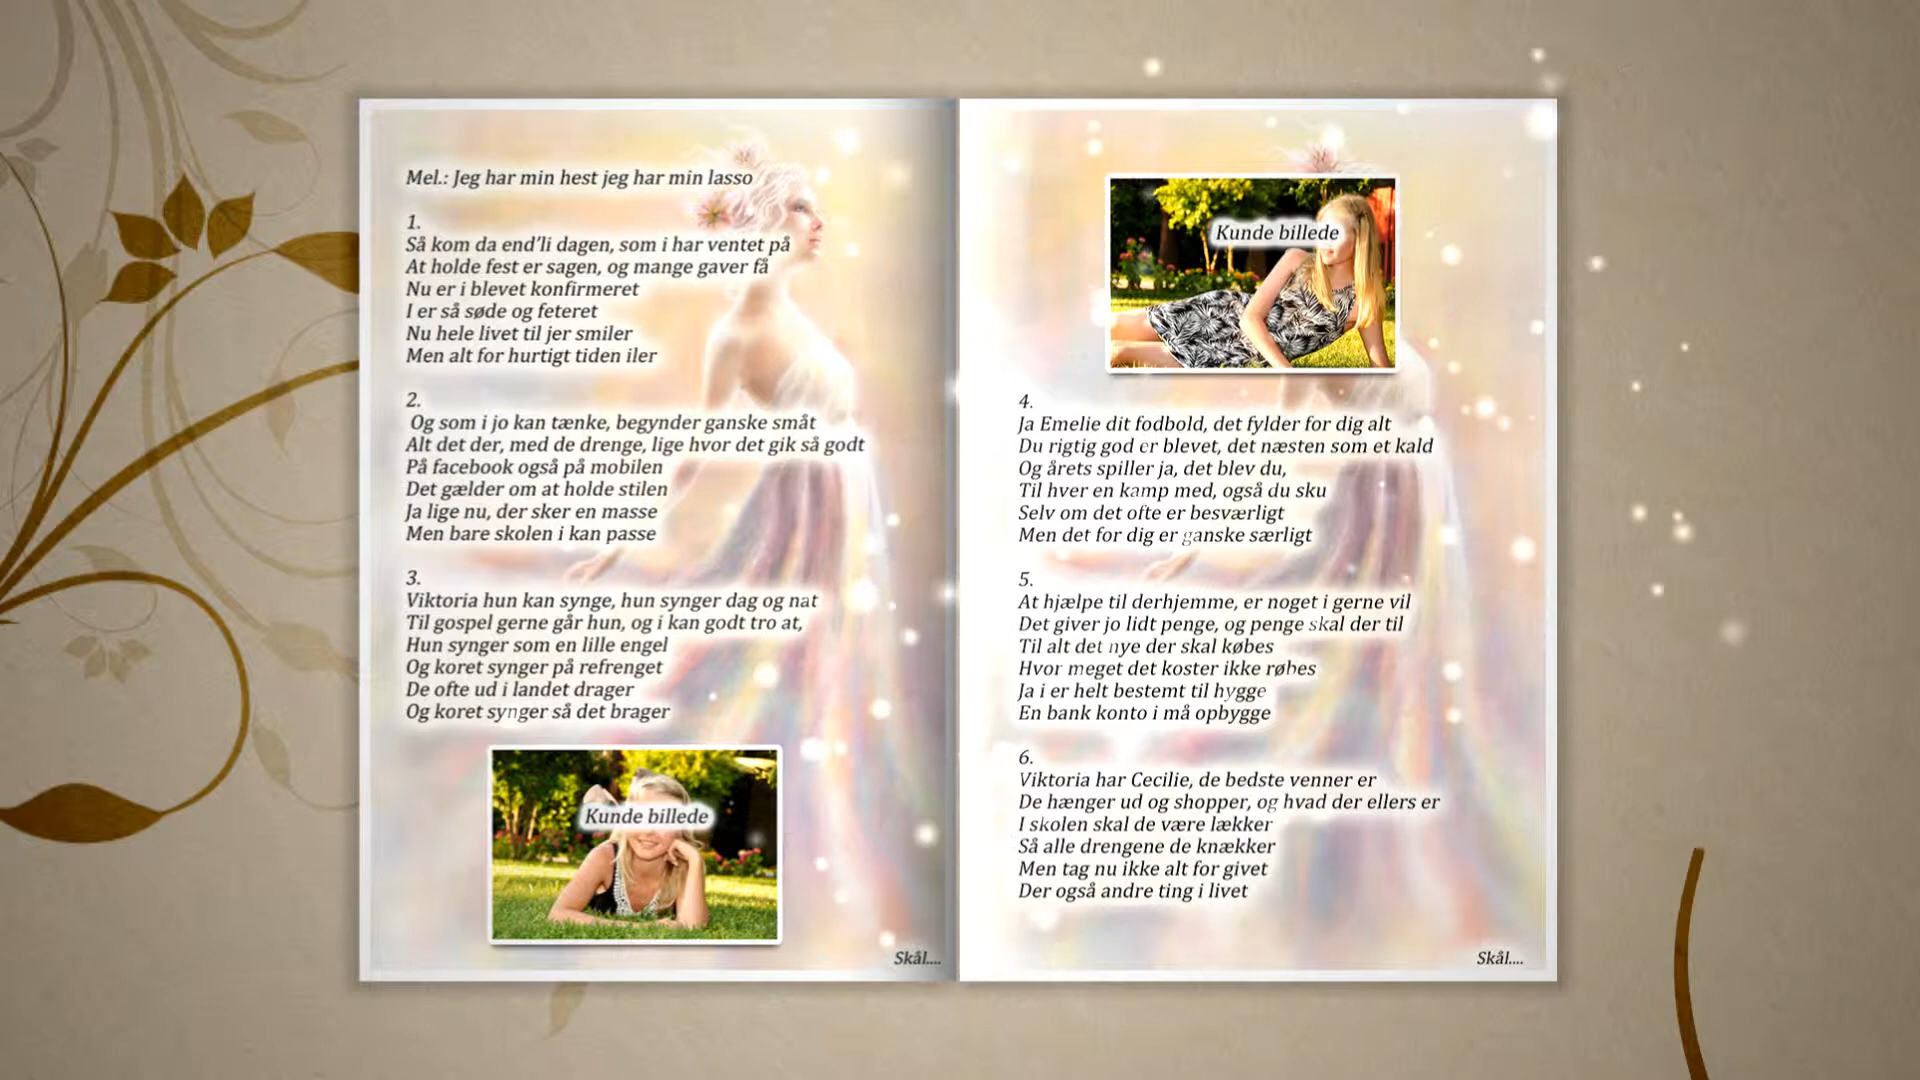 Mel.: Jeg har min hest jeg har min lasso
1.
Så kom da end'li dagen, som i har ventet på
At holde fest er sagen, og mange gaver få
Nu er i blevet konfirmeret
I er så søde og feteret
Nu hele livet til jer smiler
Men alt for hurtigt tiden iler
2.
Og som i jo kan tænke, begynder ganske småt
Alt det der, med de drenge, lige hvor det gik så godt
På facebook også på mobilen
Det gælder om at holde stilen
Ja lige nu, der sker en masse
Men bare skolen i kan passe
3.
Viktoria hun kan synge, hun synger dag og nat
Til gospel gerne går hun, og i kan godt tro at,
Hun synger som en lille engel
Og koret synger på refrenget
De ofte ud i landet drager
Og koret synger så det brager
Kunde billede
Skål....
Kunde billede
4.
Ja Emelie dit fodbold, det fylder for dig alt
Du rigtig god er blevet, det næsten som et kald
Og årets spiller ja, det blev du,
Til hver en kamp med, også du sku
Selv om det ofte er besværligt
Men det for dig er ganske særligt
5.
At hjælpe til derhjemme, er noget i gerne vil
Det giver jo lidt penge, og penge skal der til
Til alt det nye der skal købes
Hvor meget det koster ikke røbes
Ja i er helt bestemt til hygge
En bank konto i må opbygge
6.
Viktoria har Cecilie, de bedste venner er
De hænger ud og shopper, og hvad der ellers er
I skolen skal de være lækker
Så alle drengene de knækker
Men tag nu ikke alt for givet
Der også andre ting i livet
Skål....